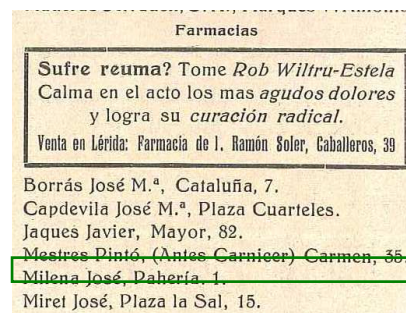 Farmacias
Sufre reuma? Tome Rob Wiltru-Estela
Calma en el acto los mas agudos dolores
y logra su curación radical.
Venta en Lérida: Farmacia de I. Ramón Soler, Caballeros, 39
Borrás José M.ª, Cataluña, 7.
Capdevila José M.ª, Plaza Cuarteles.
Jaques Javier, Mayor, 82.
Mestres Pintó, (Antes Carnicer) Carmen, 35.
Milena José, Pahería, 1.
Miret José, Plaza la Sal, 15.